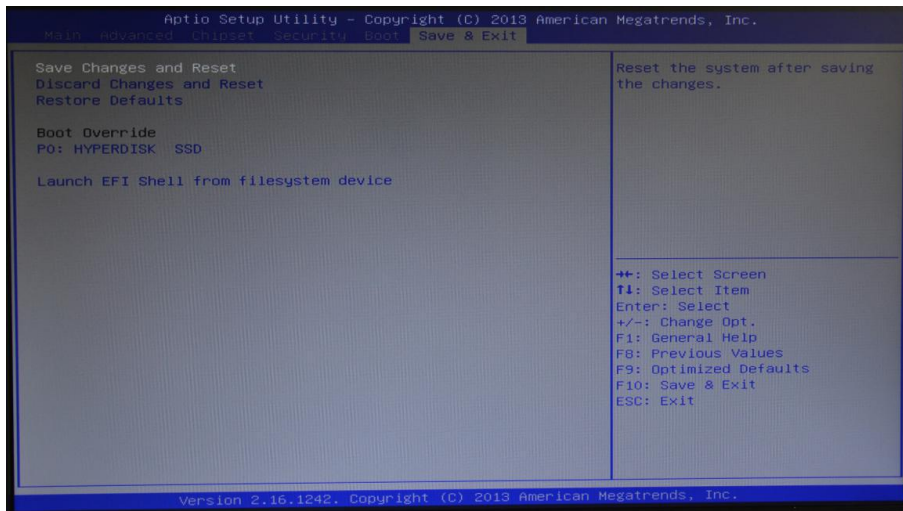 Aptio Setup Utility – Copyright (C) 2013 American Megatrends, Inc.
Main Advanced Chipset Security Boot Save & Exit
Save Changes and Reset
Discard Changes and Reset
Restore Defaults
Boot Override
P0: HYPERDISK SSD
Launch EFI Shell from filesystem device
Reset the system after saving
the changes.
→←: Select Screen
↑↓: Select Item
Enter: Select
+/-: Change Opt.
F1: General Help
F8: Previous Values
F9: Optimized Defaults
F10: Save & Exit
ESC: Exit
Version 2.16.1242. Copyright (C) 2013 American Megatrends, Inc.